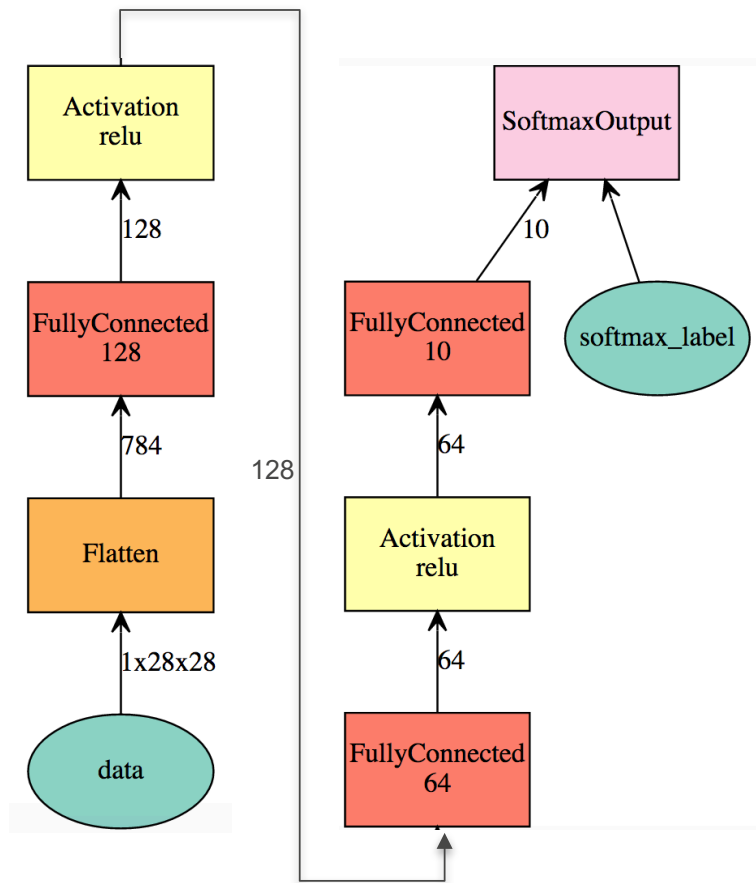 Activation
relu
128
FullyConnected
128
784
Flatten
1x28x28
data
128
SoftmaxOutput
10
FullyConnected
10
softmax_label
64
Activation
relu
64
FullyConnected
64